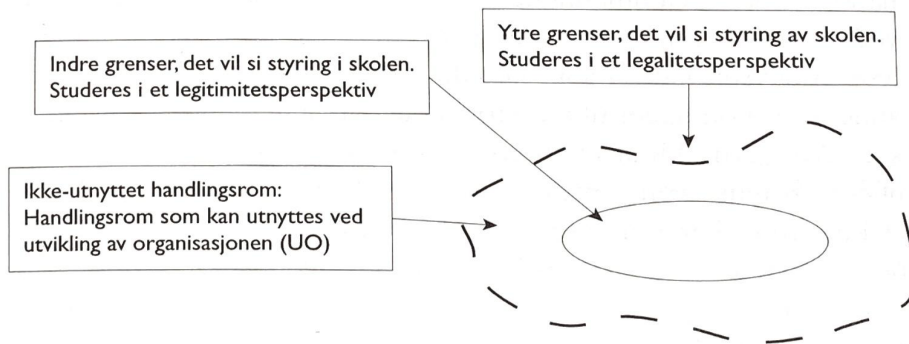 Ytre grenser, det vil si styring av skolen.
Studeres i et legalitetsperspektiv
Indre grenser, det vil si styring i skolen.
Studeres i et legitimitetsperspektiv
Ikke-utnyttet handlingsrom:
Handlingsrom som kan utnyttes ved
utvikling av organisasjonen (UO)